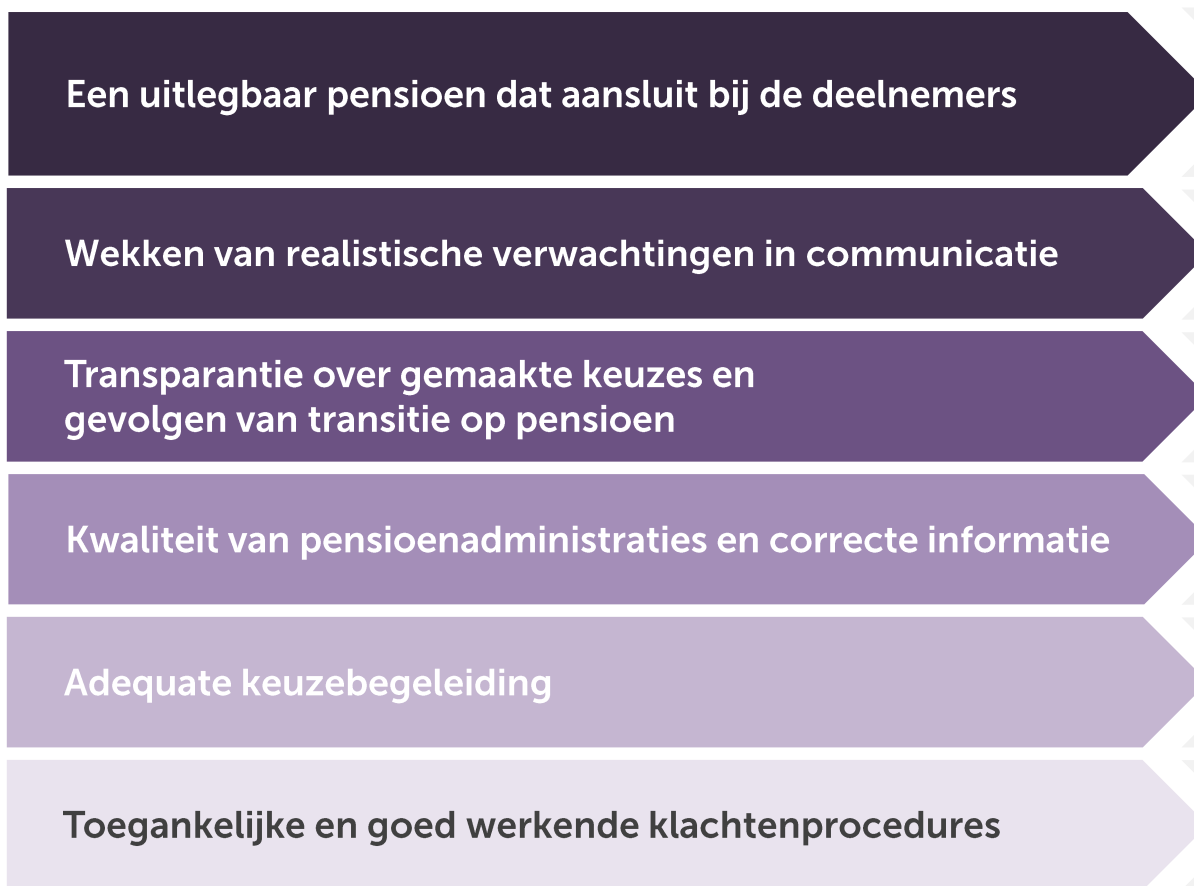 Een uitlegbaar pensioen dat aansluit bij de deelnemers
Wekken van realistische verwachtingen in communicatie
Transparantie over gemaakte keuzes en
gevolgen van transitie op pensioen
Kwaliteit van pensioenadministraties en correcte informatie
Adequate keuzebegeleiding
Toegankelijke en goed werkende klachtenprocedures